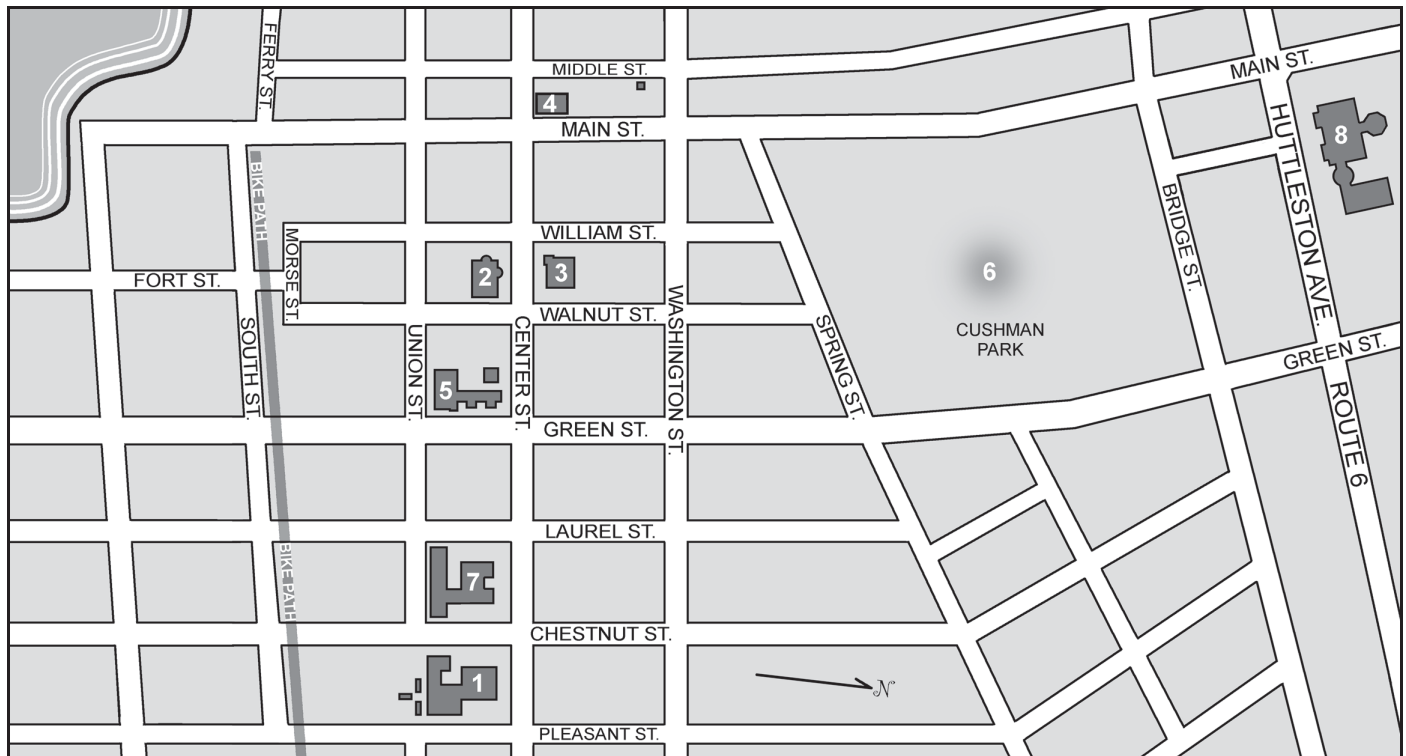 FERRY ST.
MIDDLE ST.
MAIN ST.
4
MAIN ST.
8
HUTTLESTON AVE.
BIKE PATH
BRIDGE ST.
MORSE ST.
WILLIAM ST.
2
3
6
FORT ST.
WALNUT ST.
WASHINGTON ST.
CUSHMAN
PARK
SOUTH ST.
UNION ST.
CENTER ST.
SPRING ST.
GREEN ST.
5
GREEN ST.
ROUTE 6
LAUREL ST.
BIKE PATH
7
CHESTNUT ST.
1
N
PLEASANT ST.